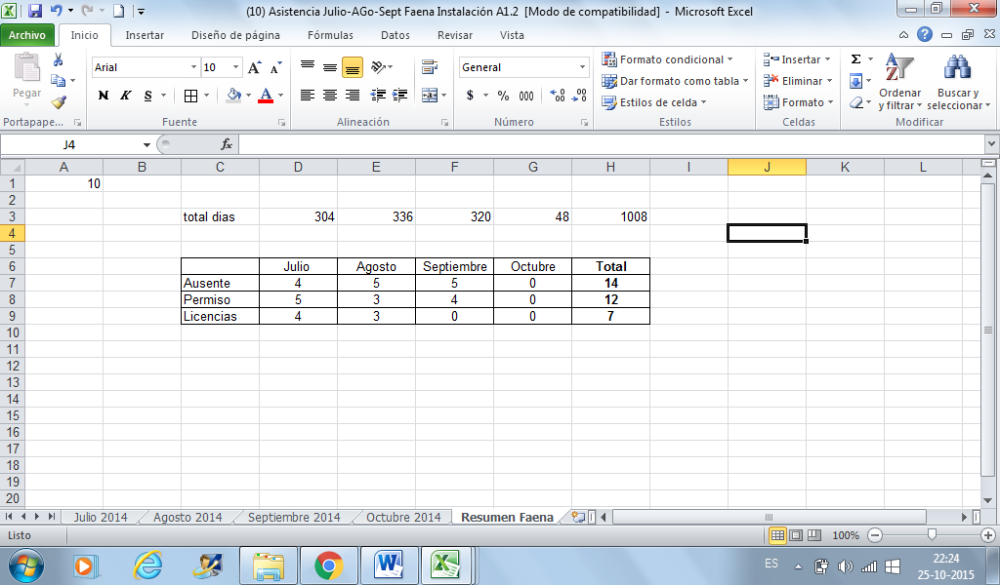 (10) Asistencia Julio-AGo-Sept Faena Instalación A1.2 [Modo de compatibilidad] - Microsoft Excel
Archivo Inicio Insertar Diseño de página Fórmulas Datos Revisar Vista
Pegar
Portapape...
Arial 10
N K S
Fuente
Alineación
General
$ % 000
Número
Formato condicional
Dar formato como tabla
Estilos de celda
Estilos
Insertar
Eliminar
Formato
Celdas
Σ
Ordenar y filtrar
Buscar y seleccionar
Modificar
J4 fx
A B C D E F G H I J K L
1 10
2
3 total dias 304 336 320 48 1008
4
5
6 Julio Agosto Septiembre Octubre Total
7 Ausente 4 5 5 0 14
8 Permiso 5 3 4 0 12
9 Licencias 4 3 0 0 7
10
11
12
13
14
15
16
17
18
19
20
Julio 2014 Agosto 2014 Septiembre 2014 Octubre 2014 Resumen Faena
Listo 100%
ES 22:24
25-10-2015